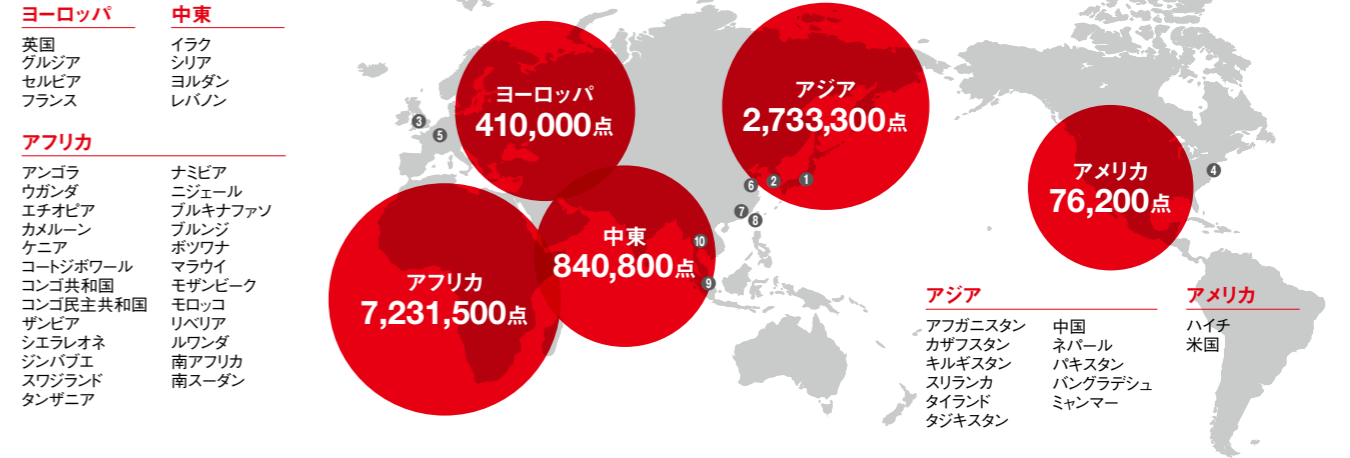 ヨーロッパ
英国
グルジア
セルビア
フランス
中東
イラク
シリア
ヨルダン
レバノン
アフリカ
アンゴラ
ウガンダ
エチオピア
カメルーン
ケニア
コートジボワール
コンゴ共和国
コンゴ民主共和国
ザンビア
シエラレオネ
ジンバブエ
スワジランド
タンザニア
ナミビア
ニジェール
ブルキナファソ
ブルンジ
ボツワナ
マラウイ
モザンビーク
モロッコ
リベリア
ルワンダ
南アフリカ
南スーダン
ヨーロッパ
410,000点
アジア
2,733,300点
アメリカ
76,200点
中東
840,800点
アフリカ
7,231,500点
3
5
6
2
1
4
7
8
10
9
アジア
アフガニスタン
カザフスタン
キルギスタン
スリランカ
タイランド
タジキスタン
中国
ネパール
パキスタン
バングラデシュ
ミャンマー
アメリカ
ハイチ
米国